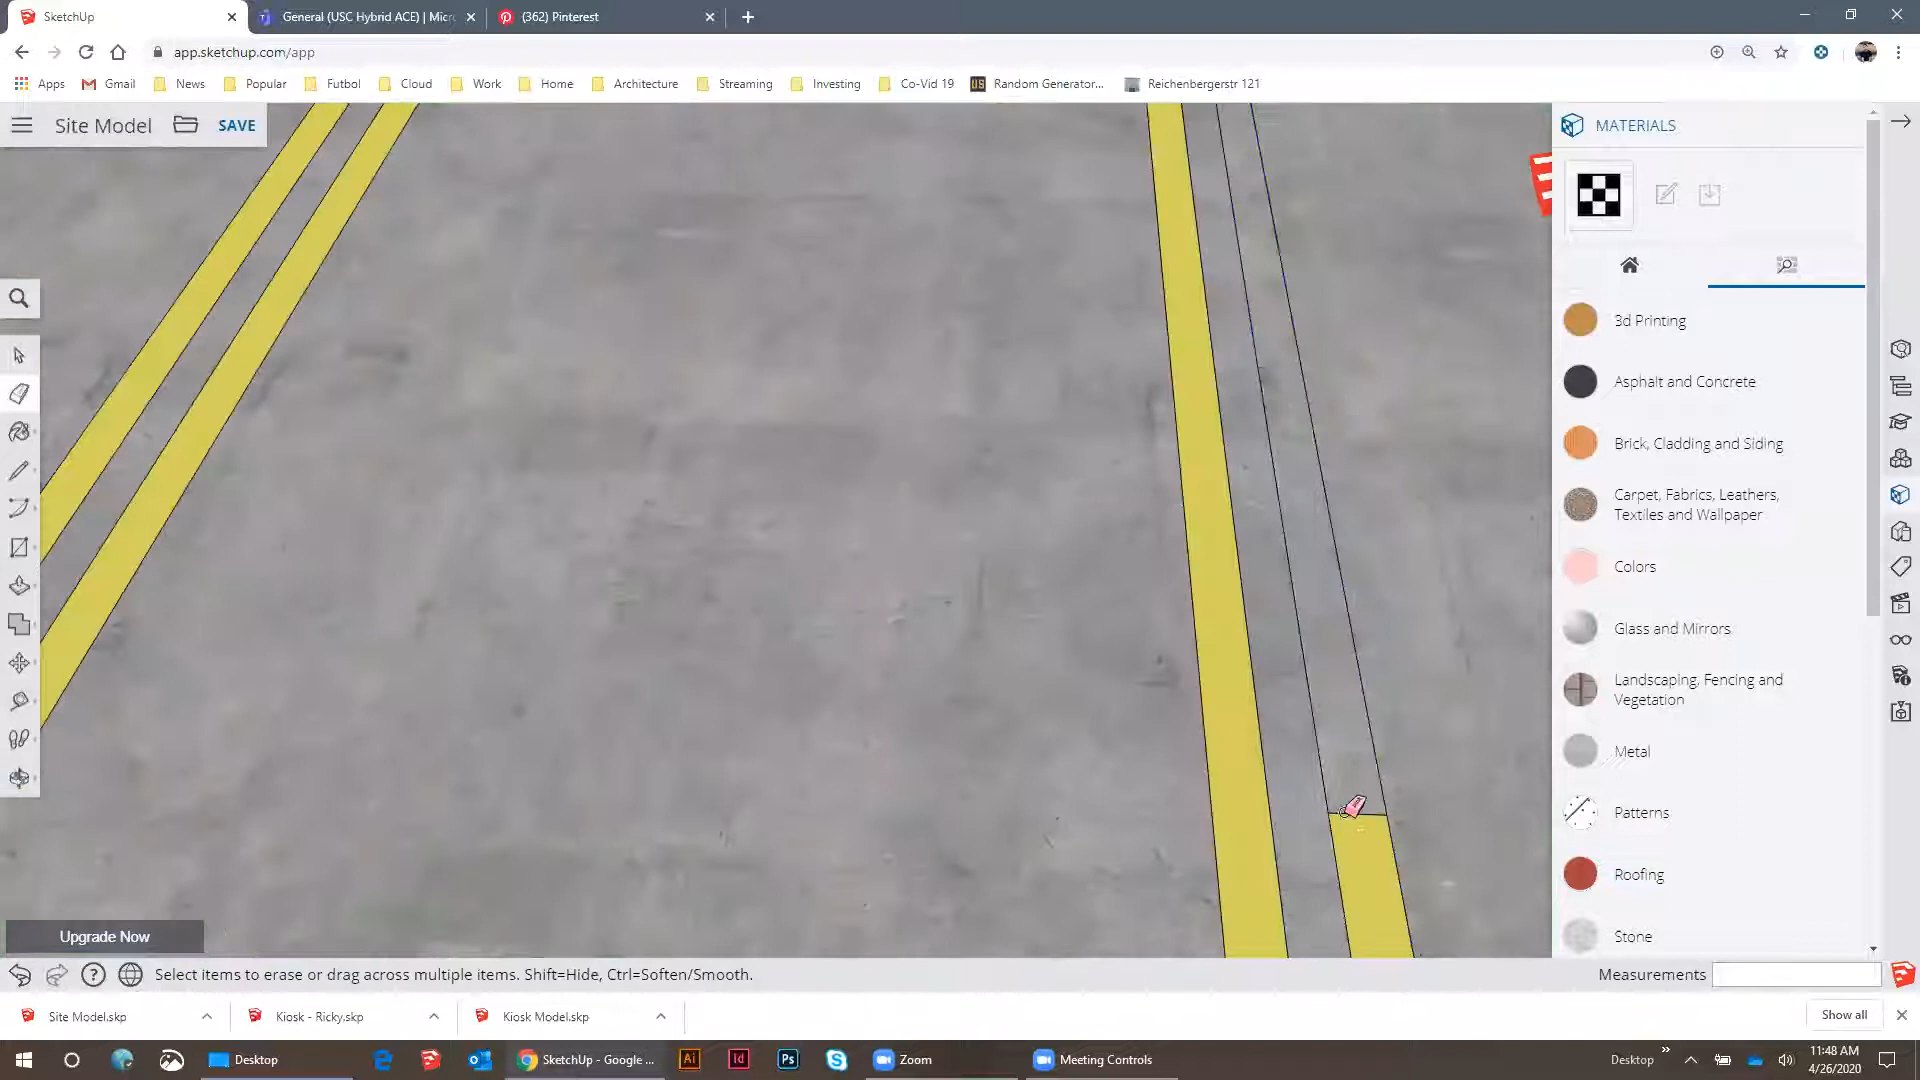 SketchUp
General (USC Hybrid ACE) | Micr
(362) Pinterest
app.sketchup.com/app
Apps
Gmail
News
Popular
Futbol
Cloud
Work
Home
Architecture
Streaming
Investing
Co-Vid 19
Random Generator...
Reichenbergerstr 121
Site Model
SAVE
MATERIALS
3d Printing
Asphalt and Concrete
Brick, Cladding and Siding
Carpet, Fabrics, Leathers,
Textiles and Wallpaper
Colors
Glass and Mirrors
Landscaping, Fencing and
Vegetation
Metal
Patterns
Roofing
Stone
Upgrade Now
Select items to erase or drag across multiple items. Shift=Hide, Ctrl=Soften/Smooth.
Measurements
Site Model.skp
Kiosk - Ricky.skp
Kiosk Model.skp
Show all
Desktop
SketchUp - Google ...
Ai
Id
Ps
Zoom
Meeting Controls
Desktop
11:48 AM
4/26/2020